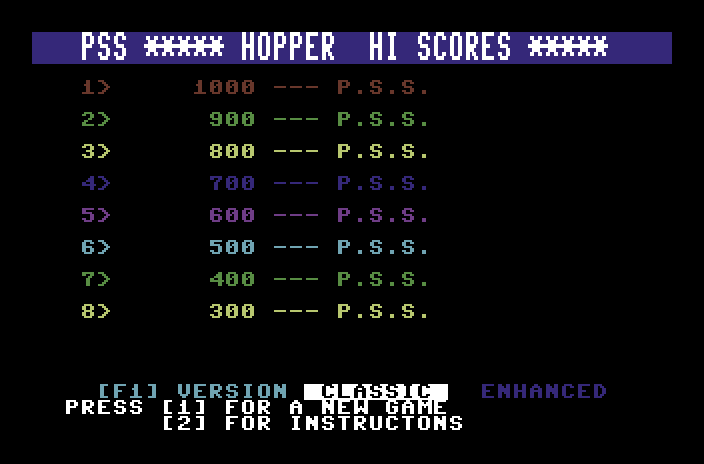 PSS ***** HOPPER  HI SCORES *****
1> 1000 --- P.S.S.
2> 900 --- P.S.S.
3> 800 --- P.S.S.
4> 700 --- P.S.S.
5> 600 --- P.S.S.
6> 500 --- P.S.S.
7> 400 --- P.S.S.
8> 300 --- P.S.S.
[F1] VERSION CLASSIC ENHANCED
PRESS [1] FOR A NEW GAME
[2] FOR INSTRUCTONS